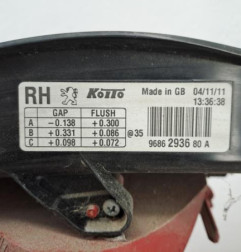 RH KOITO Made in GB 04/11/11
13:36:38
GAP FLUSH
A -0.138 +0.300
B +0.331 +0.086 @35
C +0.098 +0.072
9686 2936 80 A